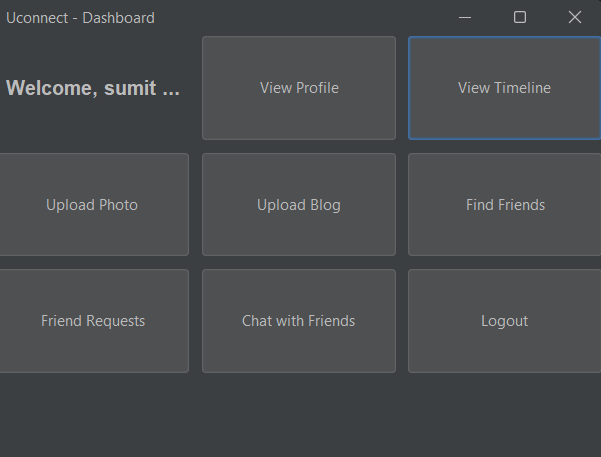 Uconnect - Dashboard
Welcome, sumit ...
View Profile
View Timeline
Upload Photo
Upload Blog
Find Friends
Friend Requests
Chat with Friends
Logout